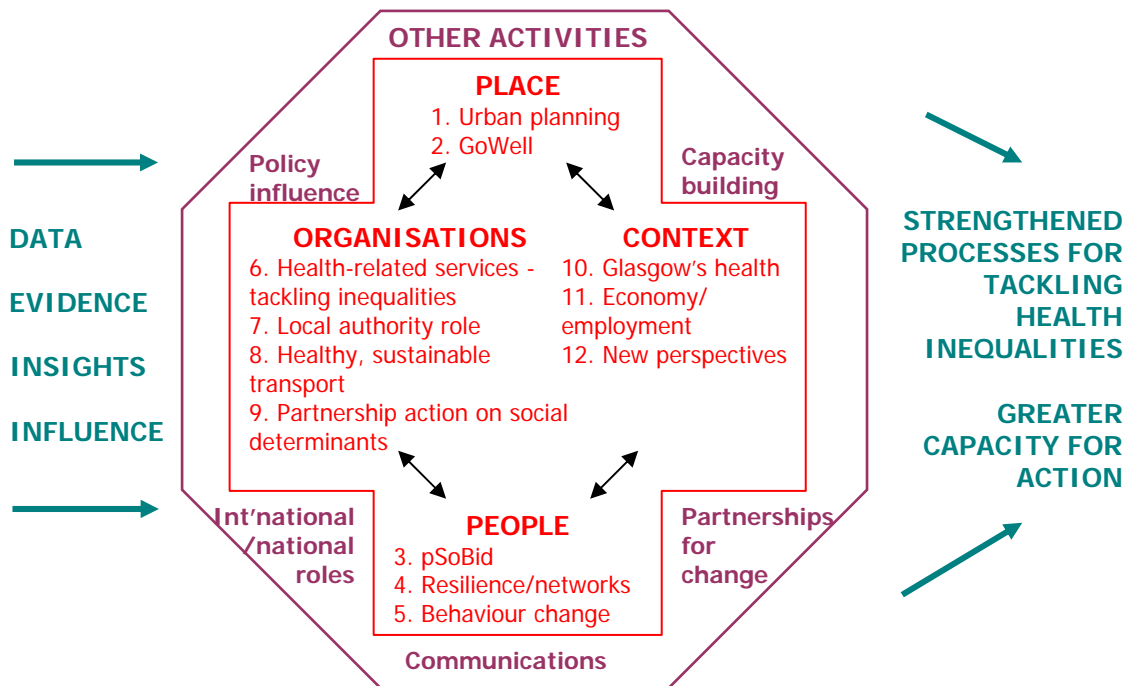 OTHER ACTIVITIES
PLACE
1. Urban planning
2. GoWell
Policy
influence
Capacity
building
DATA
EVIDENCE
INSIGHTS
INFLUENCE
ORGANISATIONS
6. Health-related services -
tackling inequalities
7. Local authority role
8. Healthy, sustainable
transport
9. Partnership action on social
determinants
CONTEXT
10. Glasgow's health
11. Economy/
employment
12. New perspectives
STRENGTHENED
PROCESSES FOR
TACKLING
HEALTH
INEQUALITIES
GREATER
CAPACITY FOR
ACTION
Int'national
/national
roles
PEOPLE
3. pSoBid
4. Resilience/networks
5. Behaviour change
Partnerships
for
change
Communications